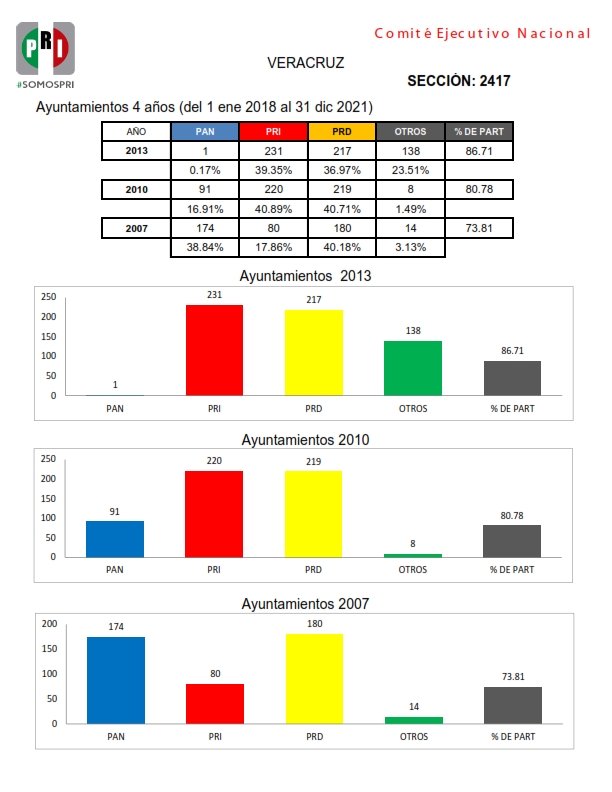 Comité Ejecutivo Nacional
PRI
#SOMOSPRI
VERACRUZ
SECCIÓN: 2417
Ayuntamientos 4 años (del 1 ene 2018 al 31 dic 2021)
AÑO PAN PRI PRD OTROS % DE PART
2013 1 231 217 138 86.71
0.17% 39.35% 36.97% 23.51%
2010 91 220 219 8 80.78
16.91% 40.89% 40.71% 1.49%
2007 174 80 180 14 73.81
38.84% 17.86% 40.18% 3.13%
Ayuntamientos 2013
250
200
150
100
50
0
1 231 217 138 86.71
PAN PRI PRD OTROS % DE PART
Ayuntamientos 2010
250
200
150
100
50
0
91 220 219 8 80.78
PAN PRI PRD OTROS % DE PART
Ayuntamientos 2007
200
150
100
50
0
174 80 180 14 73.81
PAN PRI PRD OTROS % DE PART